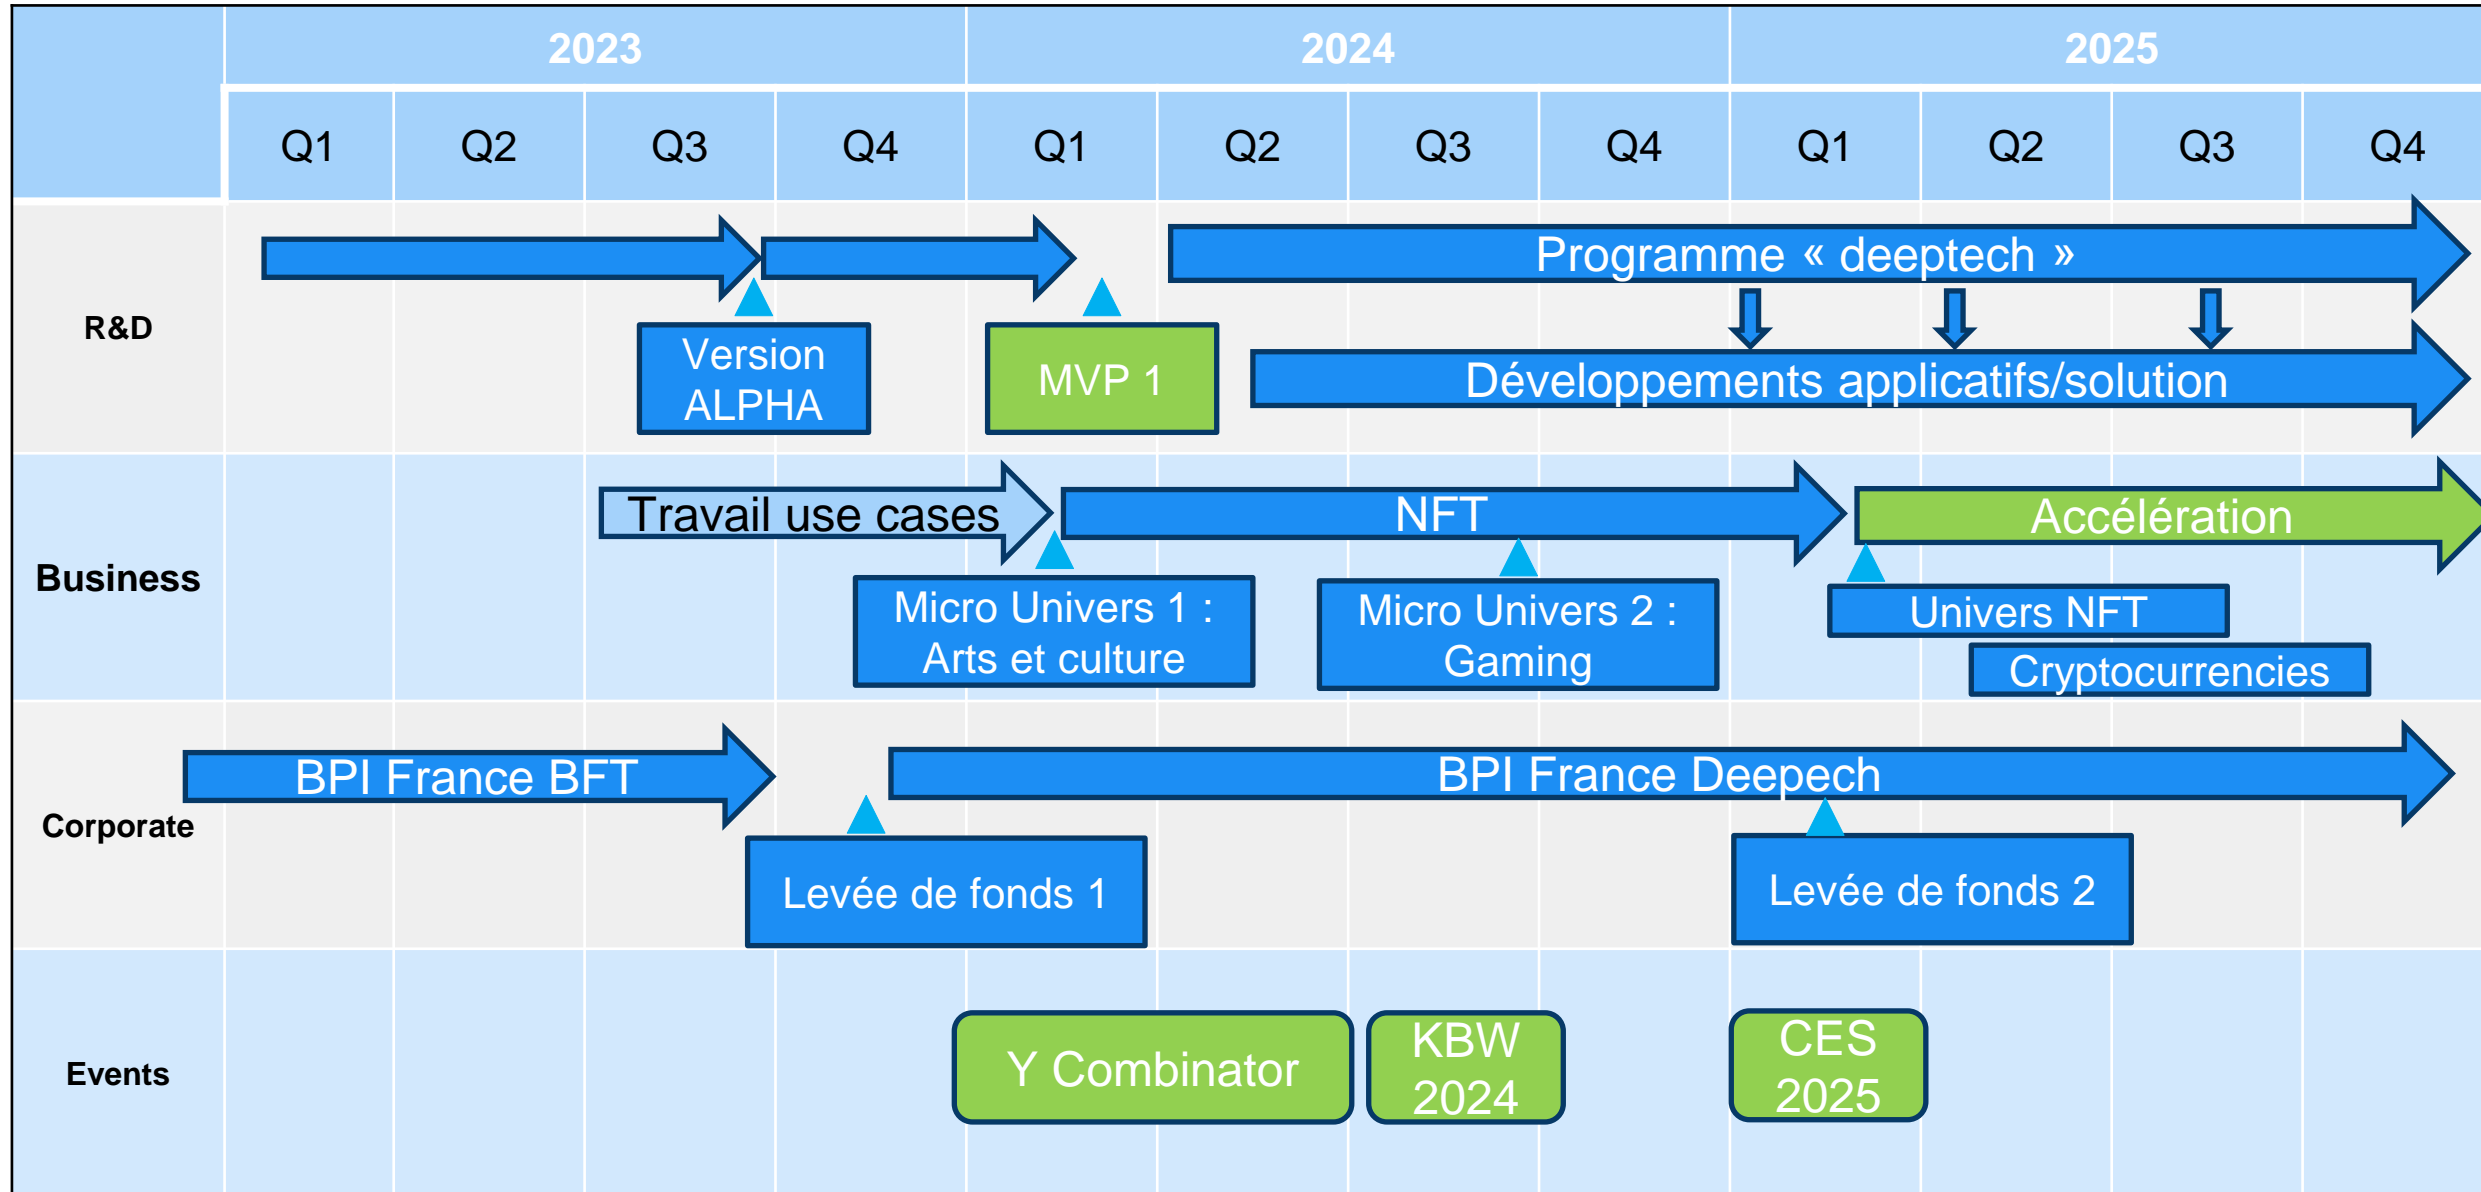 2023
2024
2025
Q1
Q2
Q3
Q4
Q1
Q2
Q3
Q4
Q1
Q2
Q3
Q4
R&D
Programme « deeptech »
Version
ALPHA
MVP 1
Développements applicatifs/solution
Business
Travail use cases
NFT
Accélération
Micro Univers 1 :
Arts et culture
Micro Univers 2 :
Gaming
Univers NFT
Cryptocurrencies
Corporate
BPI France BFT
BPI France Deepech
Levée de fonds 1
Levée de fonds 2
Events
Y Combinator
KBW
2024
CES
2025